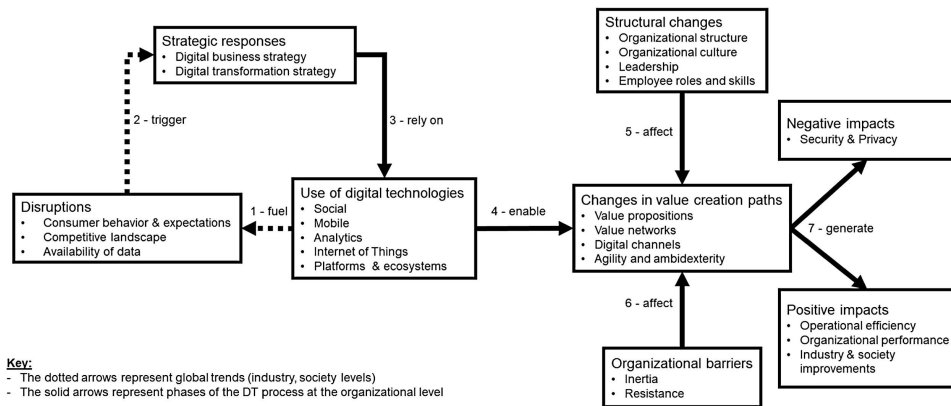 Structural changes
• Organizational structure
• Organizational culture
• Leadership
• Employee roles and skills
Strategic responses
• Digital business strategy
• Digital transformation strategy
2 - trigger
3 - rely on
5 - affect
Negative impacts
• Security & Privacy
Disruptions
• Consumer behavior & expectations
• Competitive landscape
• Availability of data
1 - fuel
Use of digital technologies
• Social
• Mobile
• Analytics
• Internet of Things
• Platforms & ecosystems
4 - enable
Changes in value creation paths
• Value propositions
• Value networks
• Digital channels
• Agility and ambidexterity
7 - generate
6 - affect
Positive impacts
• Operational efficiency
• Organizational performance
• Industry & society
improvements
Organizational barriers
• Inertia
• Resistance
Key:
- The dotted arrows represent global trends (industry, society levels)
- The solid arrows represent phases of the DT process at the organizational level